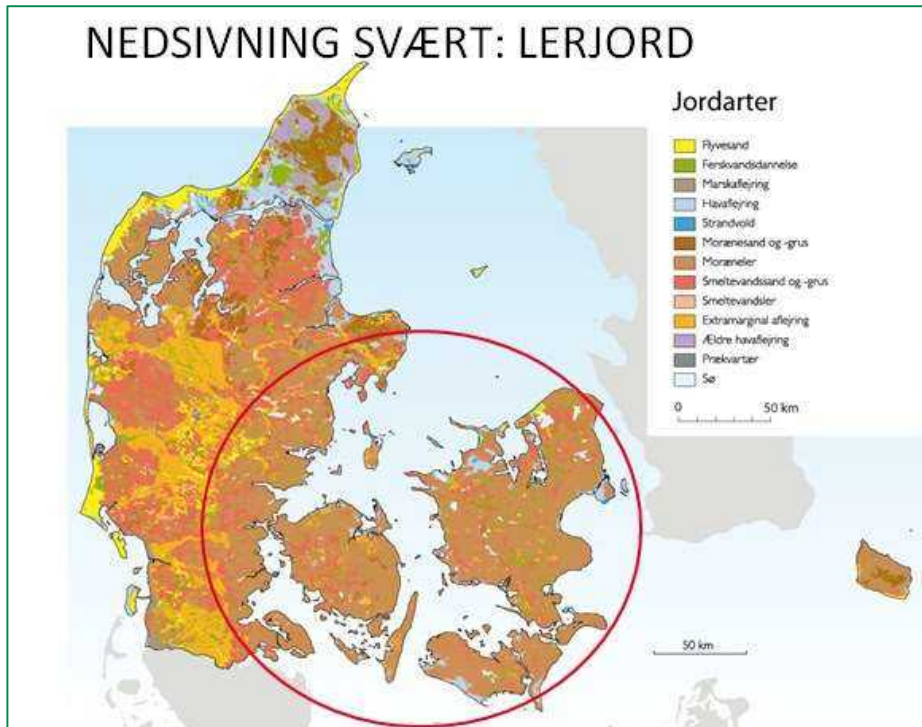 NEDSIVNING SVÆRT: LERJORD
Jordarter
Flyvesand
Ferskvandsdannelse
Marskaflejring
Havaflejring
Strandvold
Morænesand og -grus
Moræneler
Smeltevandssand og -grus
Smeltevandsler
Extramarginal aflejring
Ældre havaflejring
Prækvartær
Sø
0 50 km
50 km